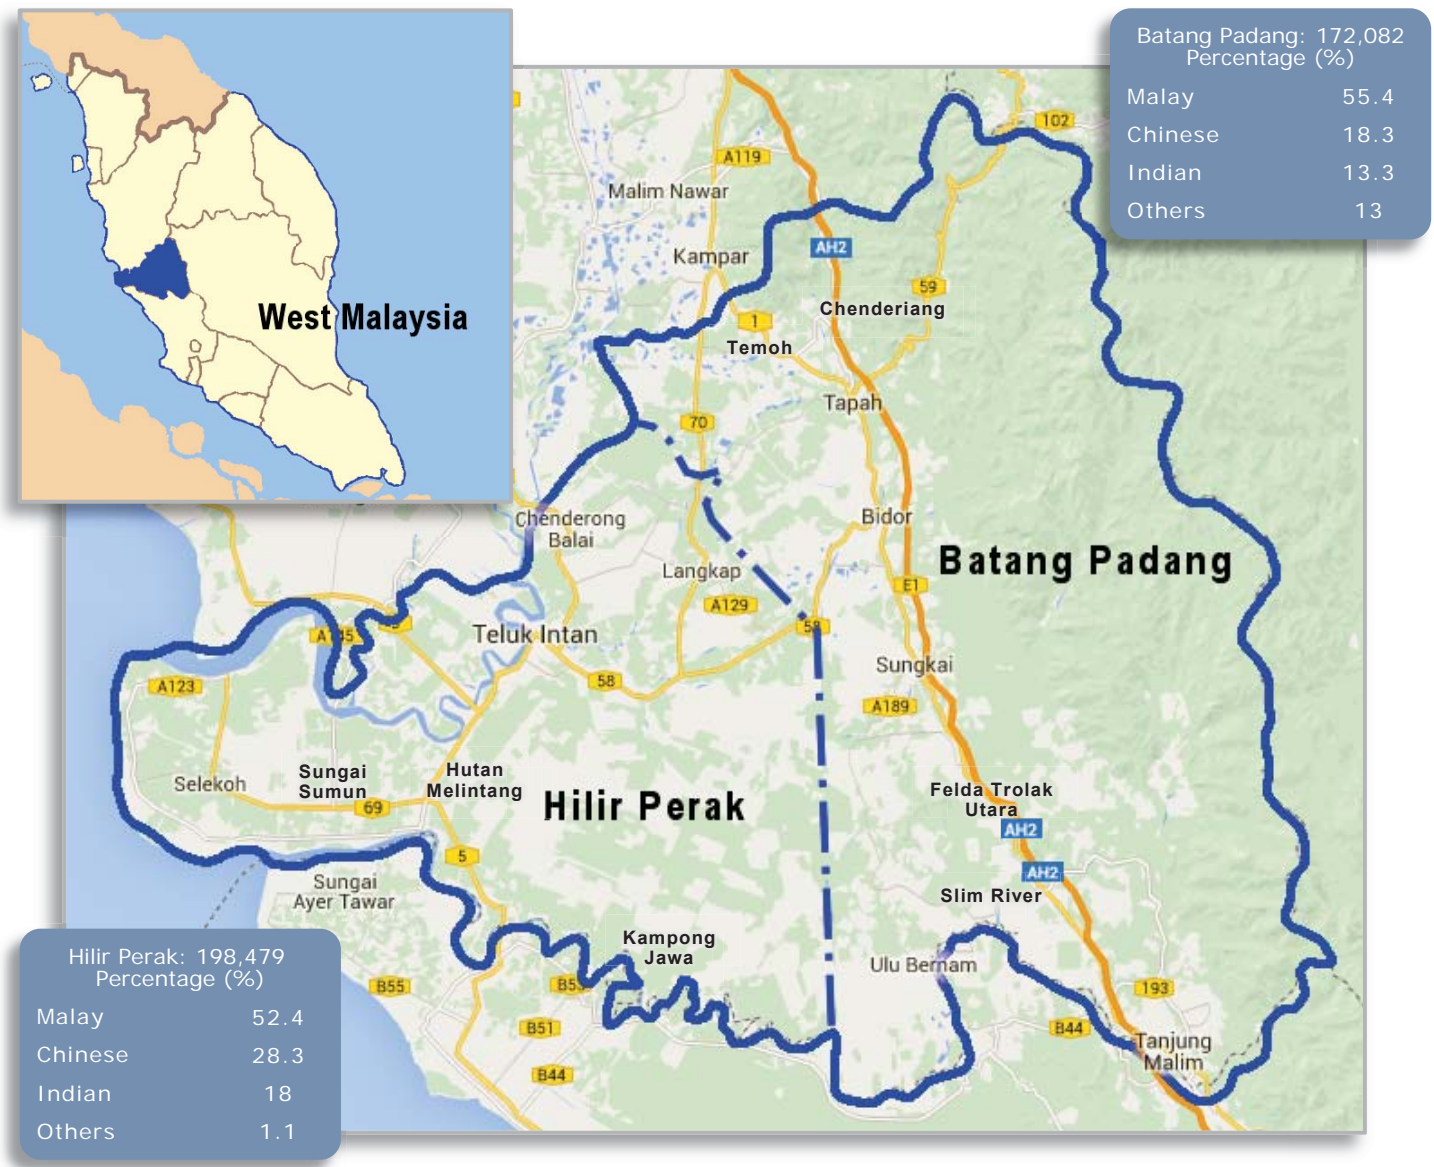 West Malaysia
Batang Padang: 172,082
Percentage (%)
Malay 55.4
Chinese 18.3
Indian 13.3
Others 13
102
A119
Malim Nawar
Kampar
AH2
59
Chenderiang
1
Temoh
Tapah
70
Chenderong
Balai
Bidor
Batang Padang
Langkap
E1
A129
58
A145
Teluk Intan
Sungkai
58
A123
A189
Selekoh
Sungai
Sumun
Hutan
Melintang
69
Hilir Perak
Felda Trolak
Utara
AH2
5
AH2
Sungai
Ayer Tawar
Slim River
Kampong
Jawa
Ulu Bernam
B55
B53
193
B51
B44
Tanjung
Malim
B44
Hilir Perak: 198,479
Percentage (%)
Malay 52.4
Chinese 28.3
Indian 18
Others 1.1